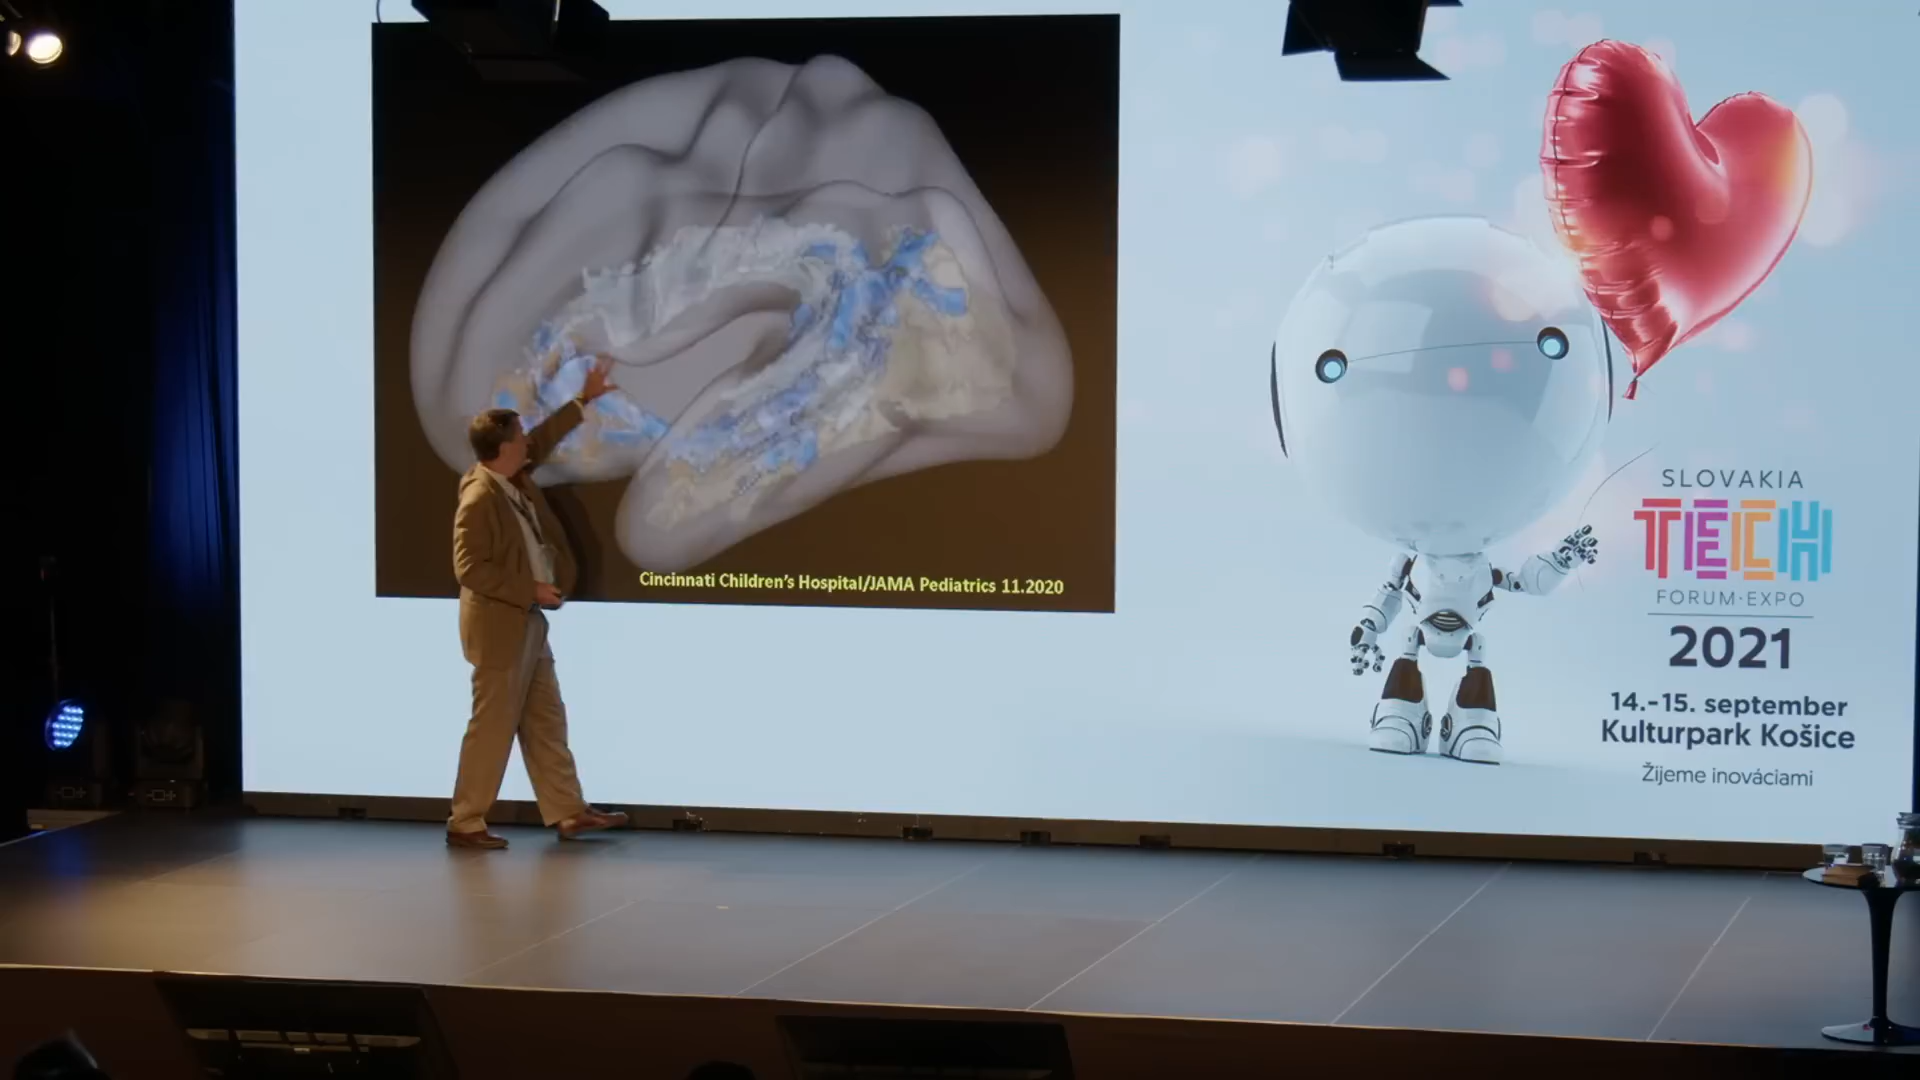 Cincinnati Children's Hospital/JAMA Pediatrics 11.2020
SLOVAKIA
TECH
FORUM·EXPO
2021
14.-15. september
Kulturpark Košice
Žijeme inováciami